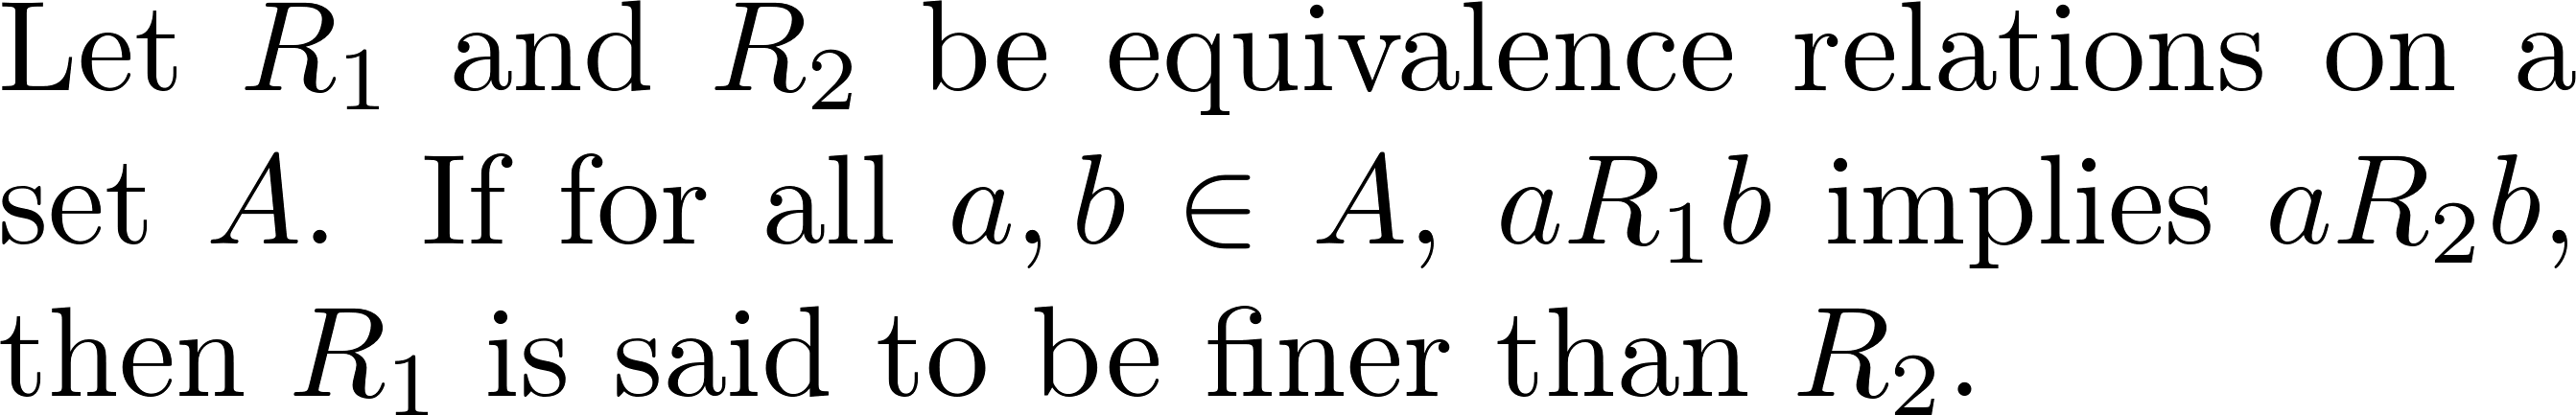 Let R₁ and R₂ be equivalence relations on a
set A. If for all a, b ∈ A, aR₁b implies aR₂b,
then R₁ is said to be finer than R₂.